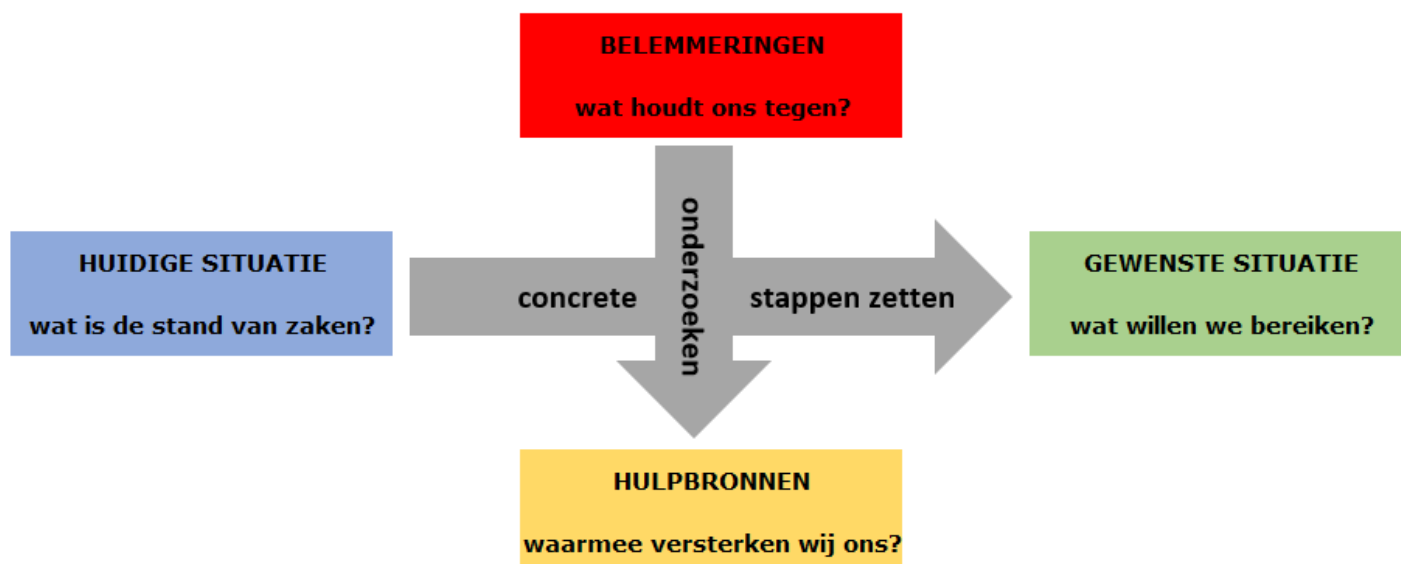 BELEMMERINGEN
wat houdt ons tegen?
onderzoeken
HUIDIGE SITUATIE
wat is de stand van zaken?
concrete
stappen zetten
GEWENSTE SITUATIE
wat willen we bereiken?
HULPBRONNEN
waarmee versterken wij ons?